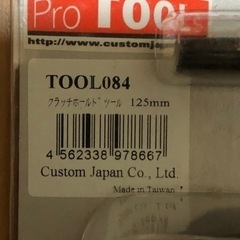 Pro TOOLS
http://www.customja
TOOL084
クラッチホールドツール 125mm
4 562338 978667
Custom Japan Co., Ltd.
Made in Taiwan